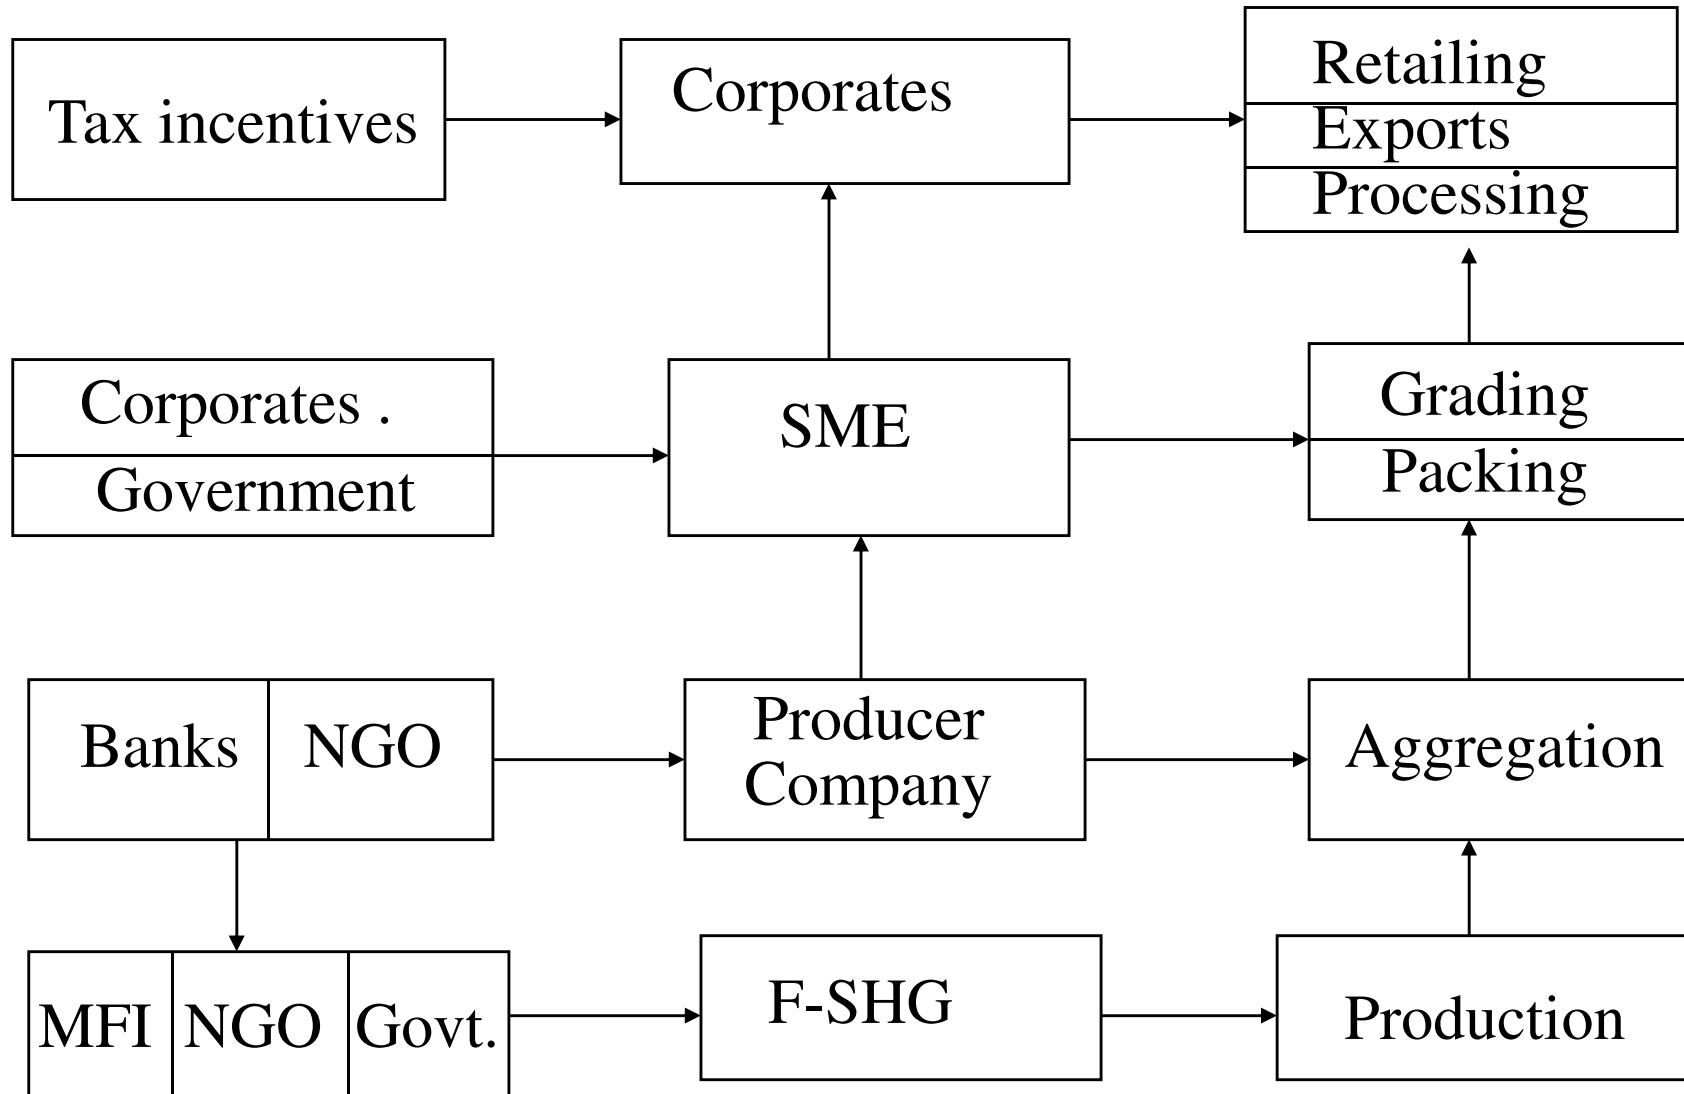 Tax incentives
Corporates
Retailing
Exports
Processing
Corporates .
Government
SME
Grading
Packing
Banks
NGO
Producer
Company
Aggregation
MFI
NGO
Govt.
F-SHG
Production